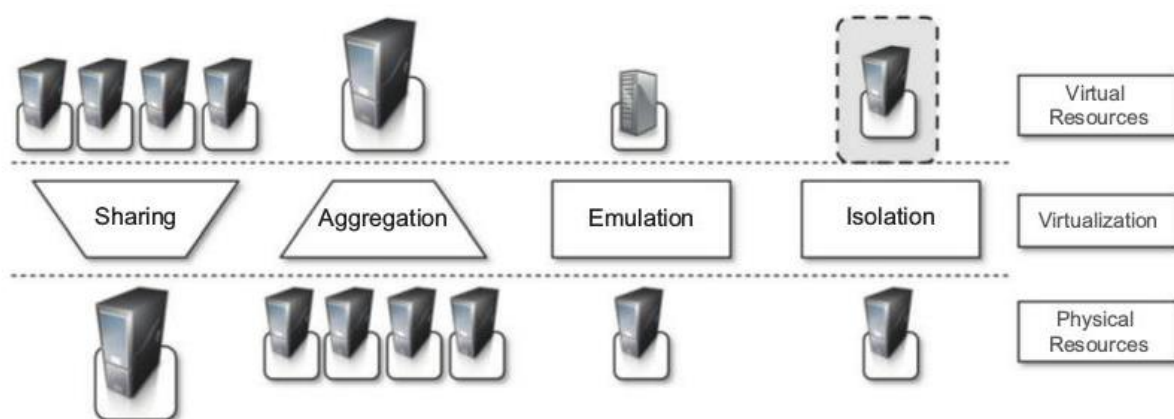 Virtual
Resources
Sharing
Aggregation
Emulation
Isolation
Virtualization
Physical
Resources